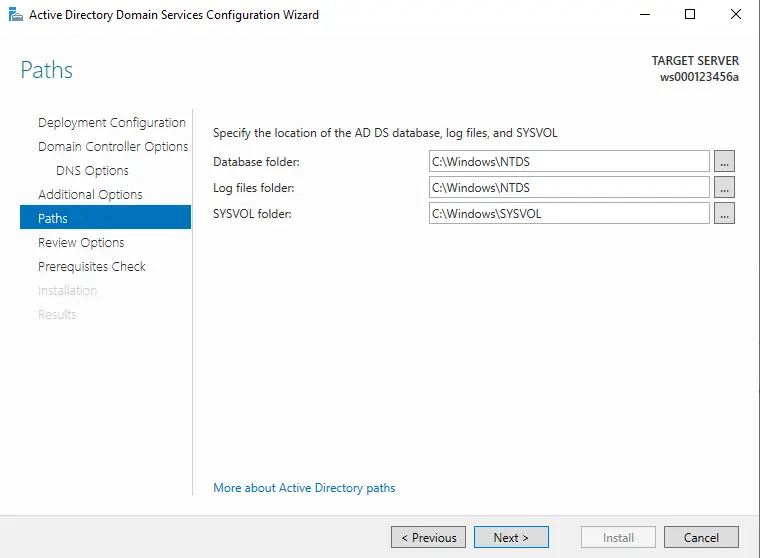 Active Directory Domain Services Configuration Wizard
Paths
TARGET SERVER
ws000123456a
Deployment Configuration
Domain Controller Options
DNS Options
Additional Options
Paths
Review Options
Prerequisites Check
Installation
Results
Specify the location of the AD DS database, log files, and SYSVOL
Database folder: C:\Windows\NTDS ...
Log files folder: C:\Windows\NTDS ...
SYSVOL folder: C:\Windows\SYSVOL ...
More about Active Directory paths
< Previous Next > Install Cancel